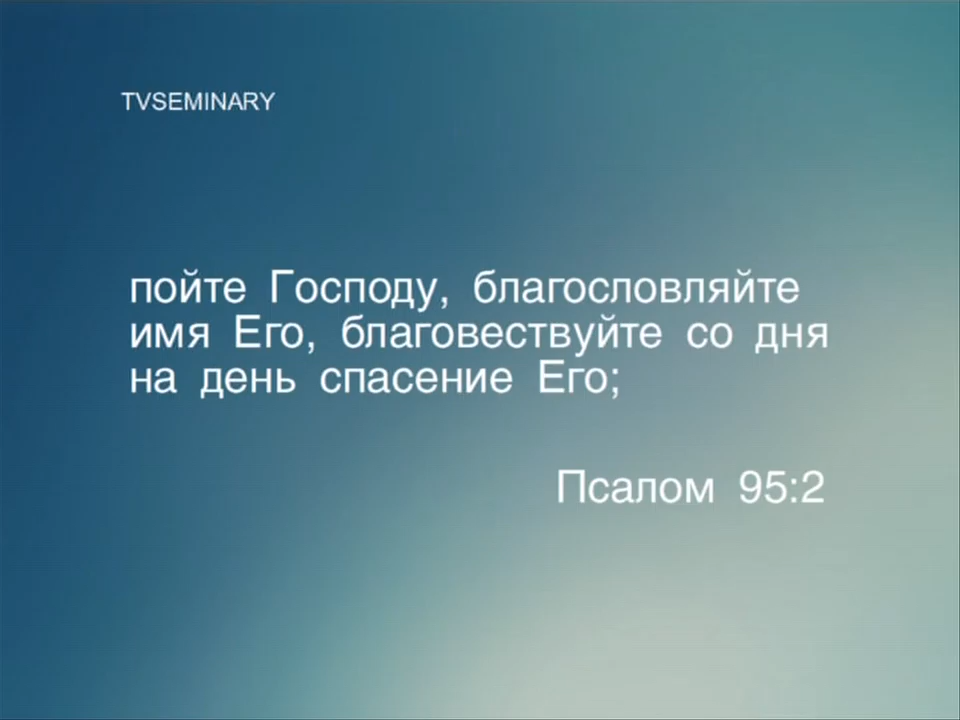 TVSEMINARY
пойте Господу, благословляйте
имя Его, благовествуйте со дня
на день спасение Его;
Псалом 95:2